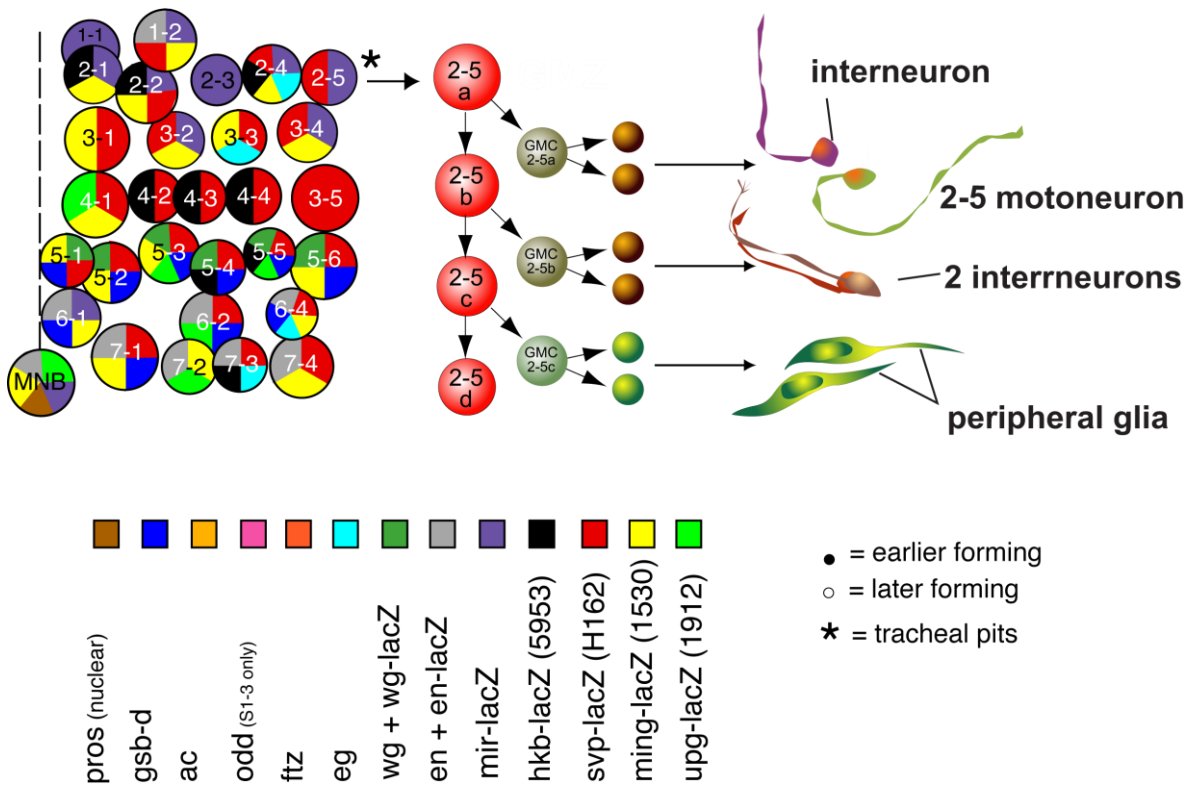 1-1
1-2
2-1
2-2
2-3
2-4
2-5
*
3-1
3-2
3-3
3-4
4-1
4-2
4-3
4-4
3-5
5-1
5-2
5-3
5-4
5-5
5-6
6-1
6-2
6-4
7-1
7-2
7-3
7-4
MNB
2-5
a
GMC
2-5a
2-5
b
GMC
2-5b
2-5
c
GMC
2-5c
2-5
d
interneuron
2-5 motoneuron
2 interrneurons
peripheral glia
pros (nuclear)
gsb-d
ac
odd (S1-3 only)
ftz
eg
wg + wg-lacZ
en + en-lacZ
mir-lacZ
hkb-lacZ (5953)
svp-lacZ (H162)
ming-lacZ (1530)
upg-lacZ (1912)
● = earlier forming
○ = later forming
* = tracheal pits